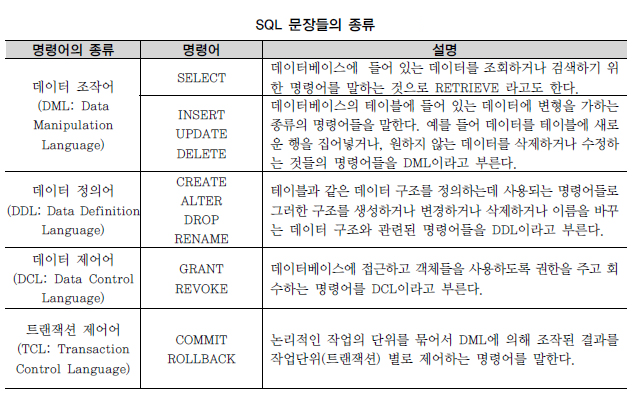 SQL 문장들의 종류
명령어의 종류 명령어 설명
데이터 조작어
(DML: Data
Manipulation
Language)
SELECT
데이터베이스에 들어 있는 데이터를 조회하거나 검색하기 위
한 명령어를 말하는 것으로 RETRIEVE 라고도 한다.
INSERT
UPDATE
DELETE
데이터베이스의 테이블에 들어 있는 데이터에 변형을 가하는
종류의 명령어들을 말한다. 예를 들어 데이터를 테이블에 새로
운 행을 집어넣거나, 원하지 않는 데이터를 삭제하거나 수정하
는 것들의 명령어들을 DML이라고 부른다.
데이터 정의어
(DDL: Data Definition
Language)
CREATE
ALTER
DROP
RENAME
테이블과 같은 데이터 구조를 정의하는데 사용되는 명령어들로
그러한 구조를 생성하거나 변경하거나 삭제하거나 이름을 바꾸
는 데이터 구조와 관련된 명령어들을 DDL이라고 부른다.
데이터 제어어
(DCL: Data Control
Language)
GRANT
REVOKE
데이터베이스에 접근하고 객체들을 사용하도록 권한을 주고 회
수하는 명령어를 DCL이라고 부른다.
트랜잭션 제어어
(TCL: Transaction
Control Language)
COMMIT
ROLLBACK
논리적인 작업의 단위를 묶어서 DML에 의해 조작된 결과를
작업단위(트랜잭션) 별로 제어하는 명령어를 말한다.